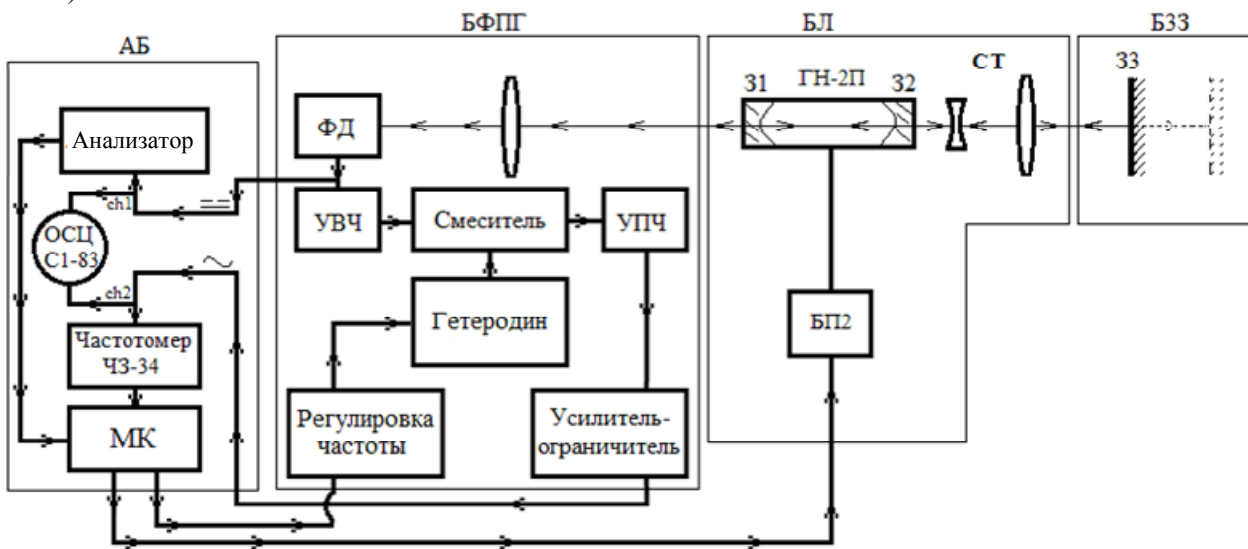 АБ
БФПГ
БЛ
БЗЗ
Анализатор
ch1
ОСЦ
С1-83
ch2
Частотомер
ЧЗ-34
МК
ФД
УВЧ
Смеситель
УПЧ
Гетеродин
Регулировка
частоты
Усилитель-
ограничитель
З1
ГН-2П
З2
СТ
БП2
З3